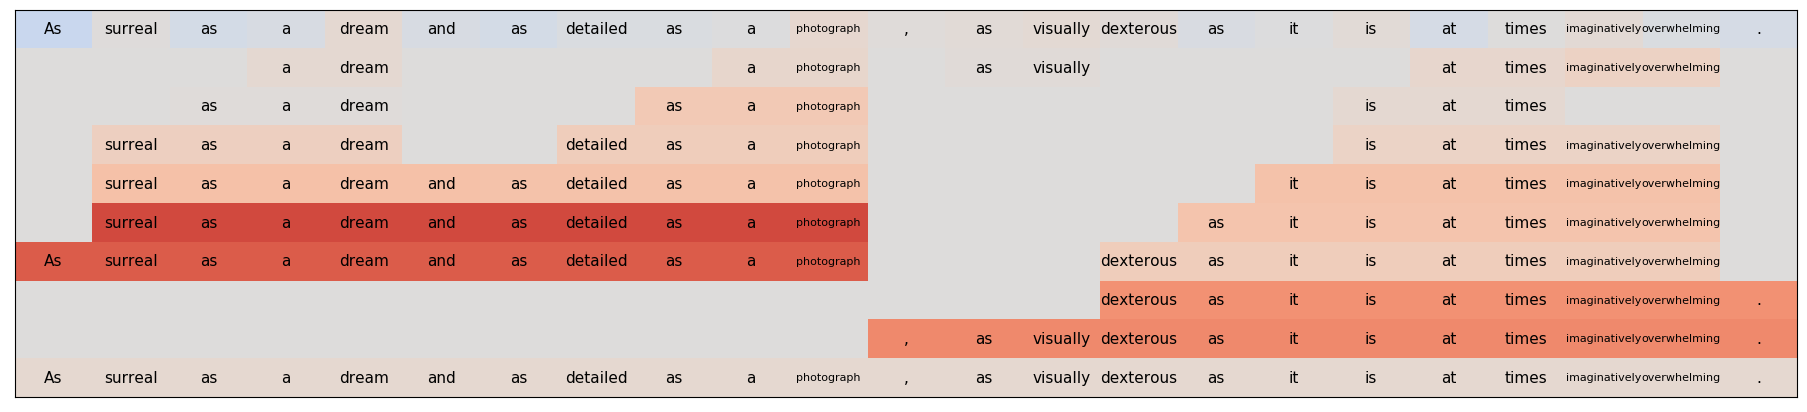 As surreal as a dream and as detailed as a photograph , as visually dexterous as it is at times imaginatively overwhelming .
a dream a photograph as visually at times imaginatively overwhelming
as a dream as a photograph is at times
surreal as a dream detailed as a photograph is at times imaginatively overwhelming
surreal as a dream and as detailed as a photograph it is at times imaginatively overwhelming
surreal as a dream and as detailed as a photograph as it is at times imaginatively overwhelming
As surreal as a dream and as detailed as a photograph dexterous as it is at times imaginatively overwhelming
dexterous as it is at times imaginatively overwhelming .
, as visually dexterous as it is at times imaginatively overwhelming .
As surreal as a dream and as detailed as a photograph , as visually dexterous as it is at times imaginatively overwhelming .